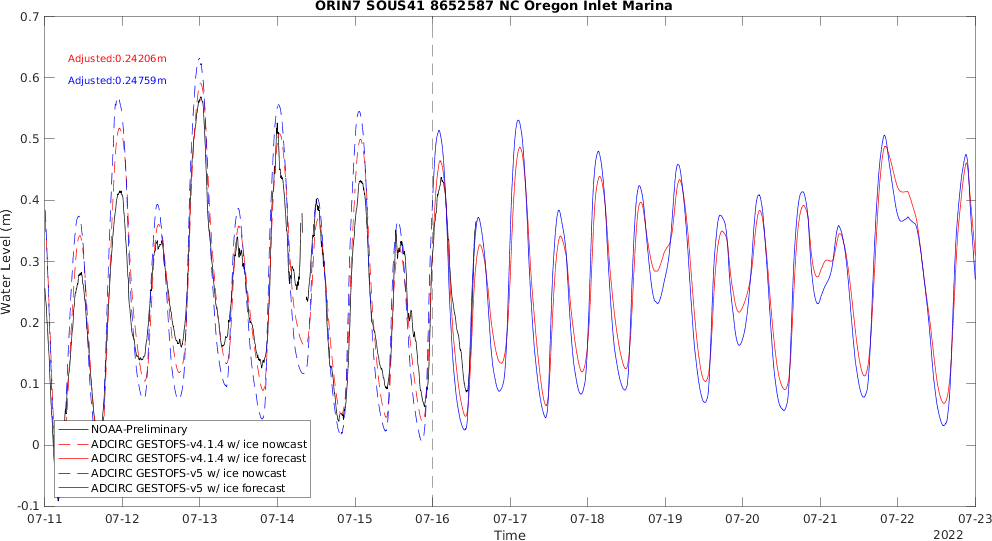 ORIN7 SOUS41 8652587 NC Oregon Inlet Marina
0.7
0.6
0.5
0.4
0.3
0.2
0.1
0
-0.1
Water Level (m)
Adjusted:0.24206m
Adjusted:0.24759m
NOAA-Preliminary
ADCIRC GESTOFS-v4.1.4 w/ ice nowcast
ADCIRC GESTOFS-v4.1.4 w/ ice forecast
ADCIRC GESTOFS-v5 w/ ice nowcast
ADCIRC GESTOFS-v5 w/ ice forecast
07-11 07-12 07-13 07-14 07-15 07-16 07-17 07-18 07-19 07-20 07-21 07-22 07-23
Time
2022